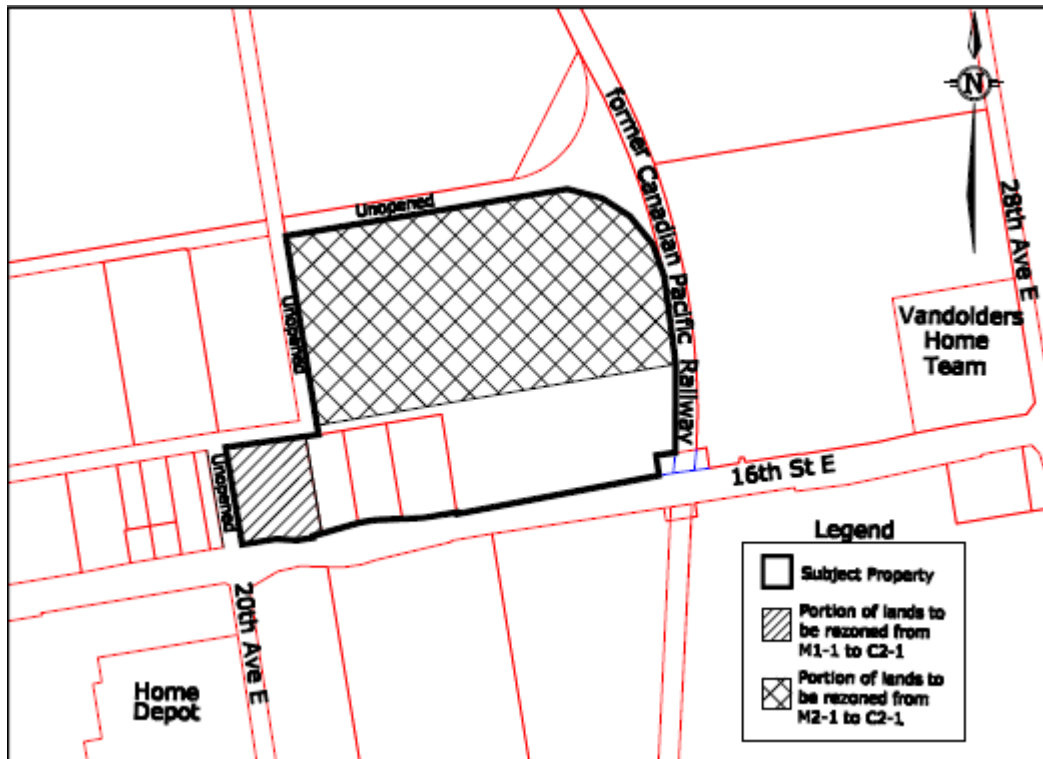 N
former Canadian Pacific Railway
28th Ave E
Unopened
Unopened
Vandolders
Home
Team
Unopened
16th St E
20th Ave E
Home
Depot
Legend
Subject Property
Portion of lands to
be rezoned from
M1-1 to C2-1
Portion of lands to
be rezoned from
M2-1 to C2-1